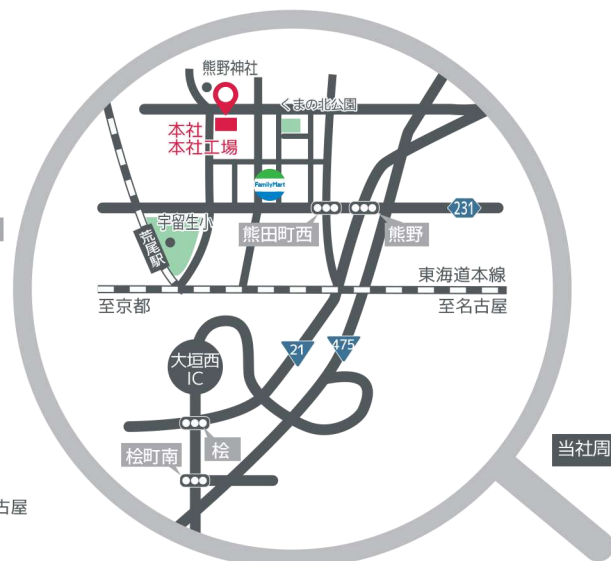 熊野神社
くまの北公園
本社
本社工場
FamilyMart
231
宇留生小
熊田町西
熊野
荒尾駅
東海道本線
至京都
至名古屋
21
475
大垣西
IC
桧
桧町南
当社周
古屋